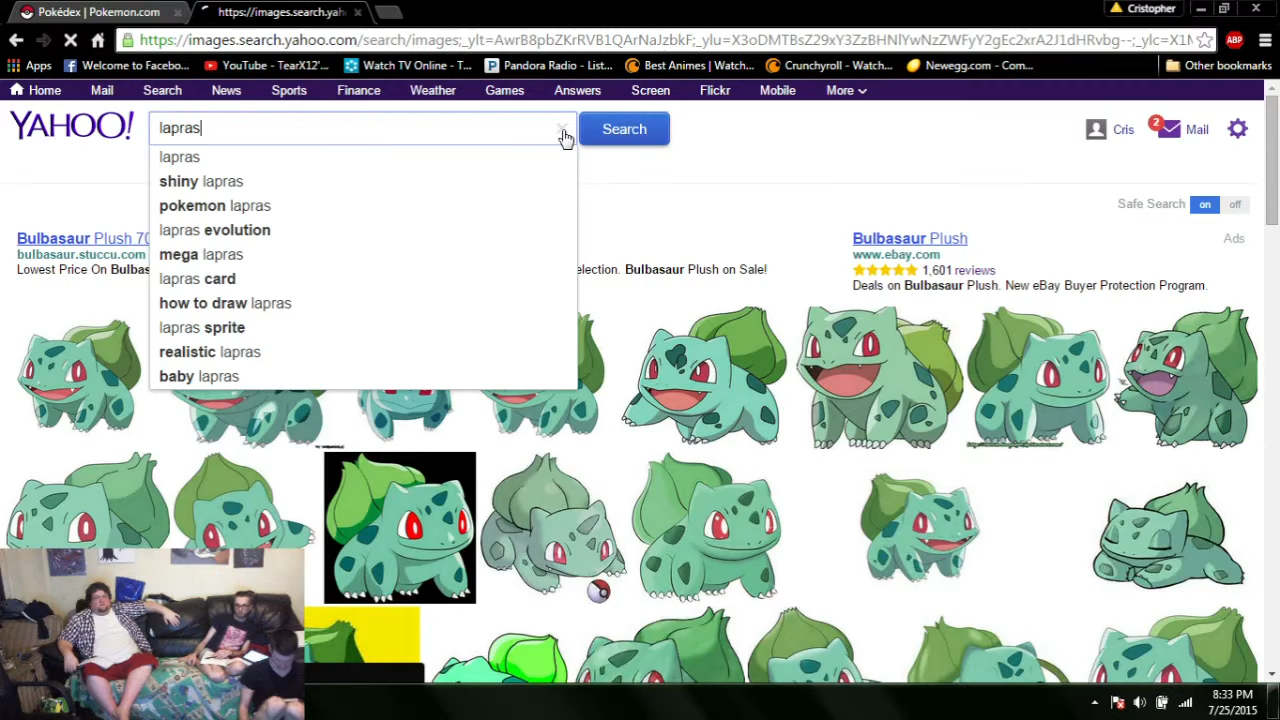 Pokédex | Pokemon.com
https://images.search.yaho
Cristopher
https://images.search.yahoo.com/search/images;_ylt=AwrB8pbZKrRVB1QArNaJzbkF;_ylu=X3oDMTBsZ29xY3ZzBHNlYwNzZWFyY2gEc2xrA2J1dHRvbg--;_ylc=X1M
ABP
Apps
Welcome to Facebo...
YouTube - TearX12'...
Watch TV Online - T...
Pandora Radio - List...
Best Animes | Watch...
Crunchyroll - Watch...
Newegg.com - Com...
Other bookmarks
Home Mail Search News Sports Finance Weather Games Answers Screen Flickr Mobile More
YAHOO!
lapras
Search
Cris
2
Mail
lapras
shiny lapras
pokemon lapras
lapras evolution
mega lapras
lapras card
how to draw lapras
lapras sprite
realistic lapras
baby lapras
Safe Search on off
Bulbasaur Plush 70
bulbasaur.stuccu.com
Lowest Price On Bulbas
election. Bulbasaur Plush on Sale!
Bulbasaur Plush
Ads
www.ebay.com
1,601 reviews
Deals on Bulbasaur Plush. New eBay Buyer Protection Program.
8:33 PM
7/25/2015